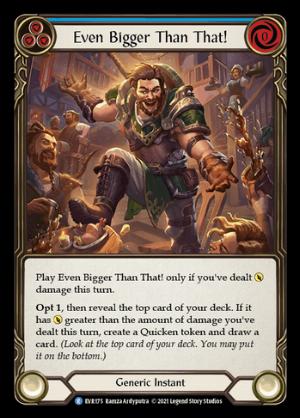 Even Bigger Than That!
0
Play Even Bigger Than That! only if you've dealt
damage this turn.
Opt 1, then reveal the top card of your deck. If it
has greater than the amount of damage you've
dealt this turn, create a Quicken token and draw a
card. (Look at the top card of your deck. You may
put it on the bottom.)
Generic Instant
EVR175 Ramza Ardyputra © 2021 Legend Story Studios